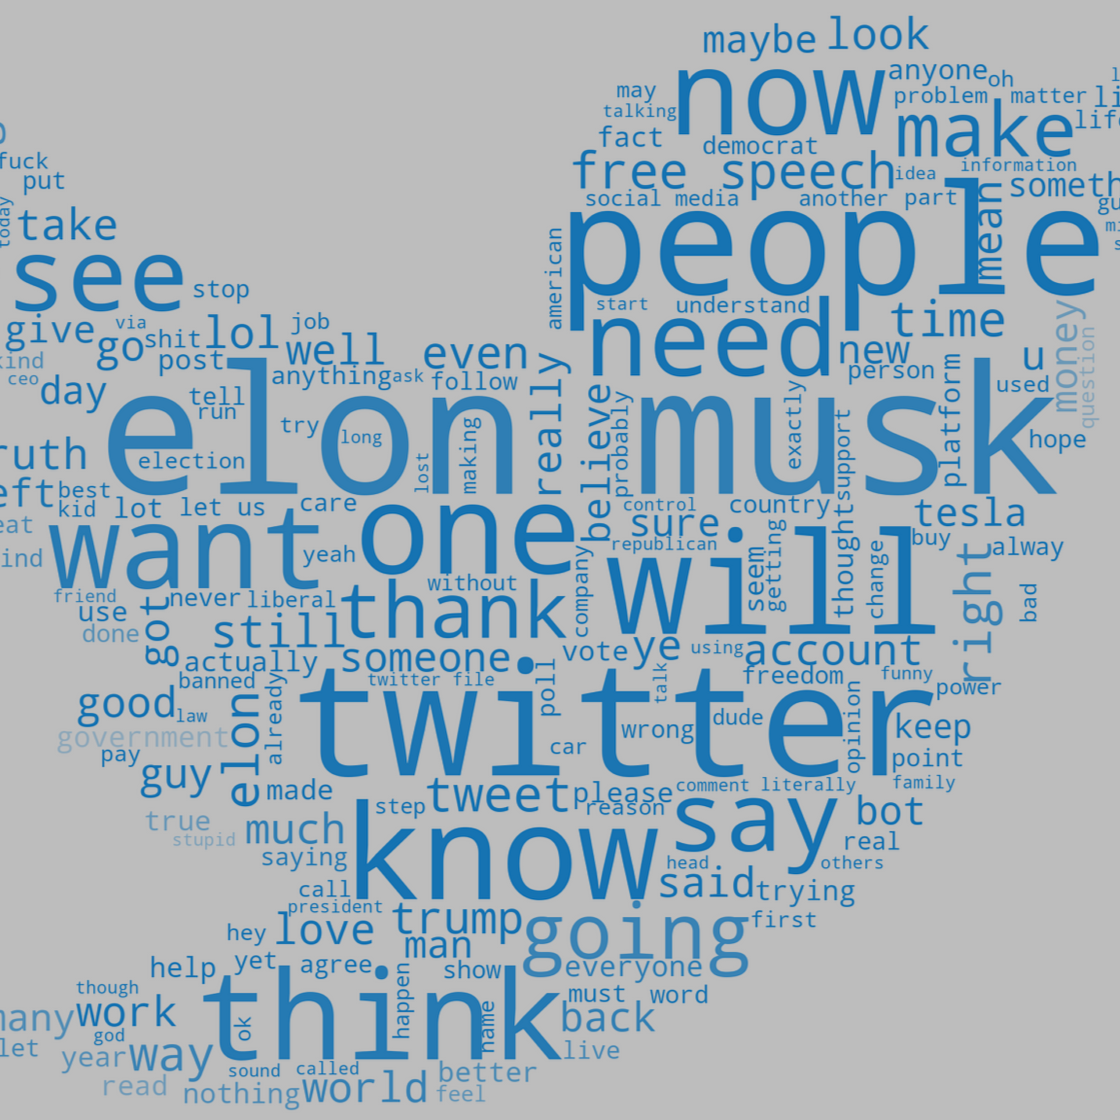 maybe look
now anyone oh
may problem matter
talking make
fact democrat
fuck free speech idea information
put social media another part
today take people mean
see american
stop start understand
give via shit lol job need time money
go post well even new u
kind ceo anything ask follow person used question
day tell run really believe platform
elon musk
try long making lost probably exactly support hope
election
best care control country tesla
kid lot let us sure buy alway
want one republican
yeah without will seem getting thought change right bad
friend never liberal thank company
use got still
done actually someone vote ye using account
banned twitter file poll talk freedom funny power
good law twitter
government elon already wrong dude opinion keep
pay car point
guy made tweet please comment literally family
step reason say bot
true much know real
stupid saying head others
call said trying
president trump going first
hey love man
help yet agree show everyone
though think happen must word
work name back
god ok
let year way live
sound called better
read nothing world feel